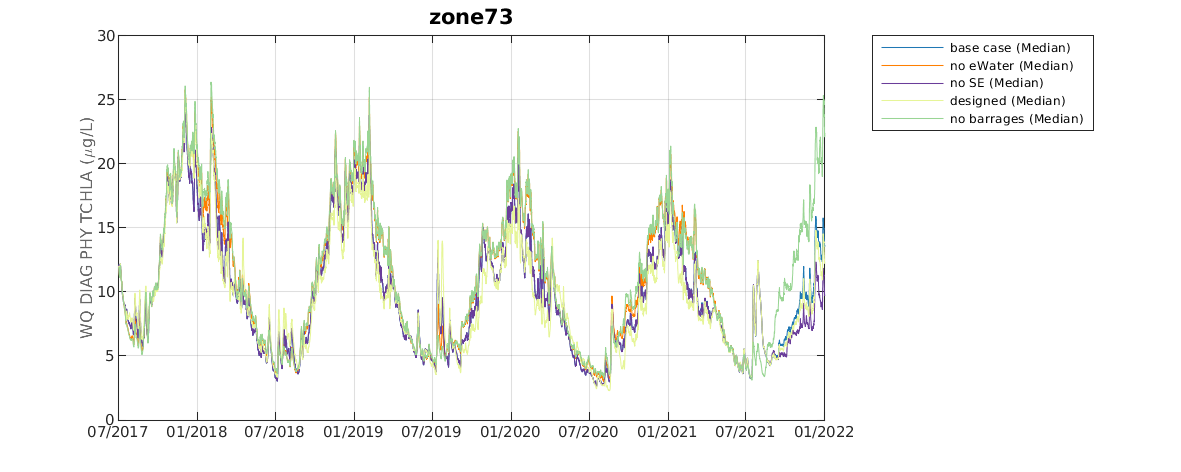 zone73
WQ DIAG PHY TCHLA (μg/L)
30
25
20
15
10
5
0
07/2017 01/2018 07/2018 01/2019 07/2019 01/2020 07/2020 01/2021 07/2021 01/2022
base case (Median)
no eWater (Median)
no SE (Median)
designed (Median)
no barrages (Median)